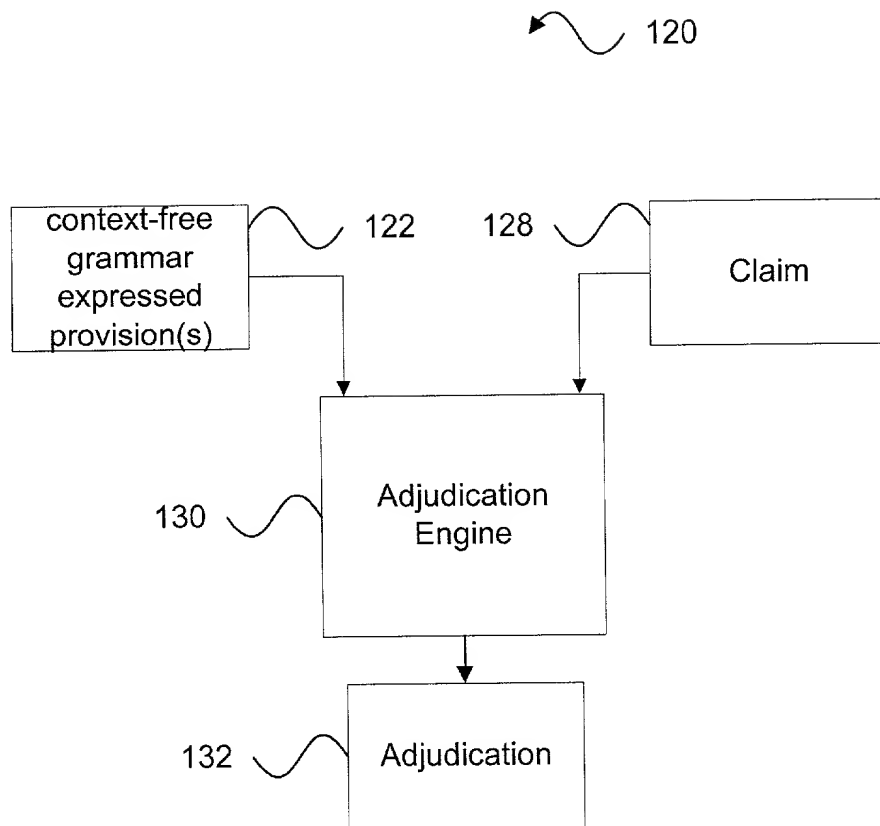 120
context-free
grammar
expressed
provision(s)
122
128
Claim
130
Adjudication
Engine
132
Adjudication